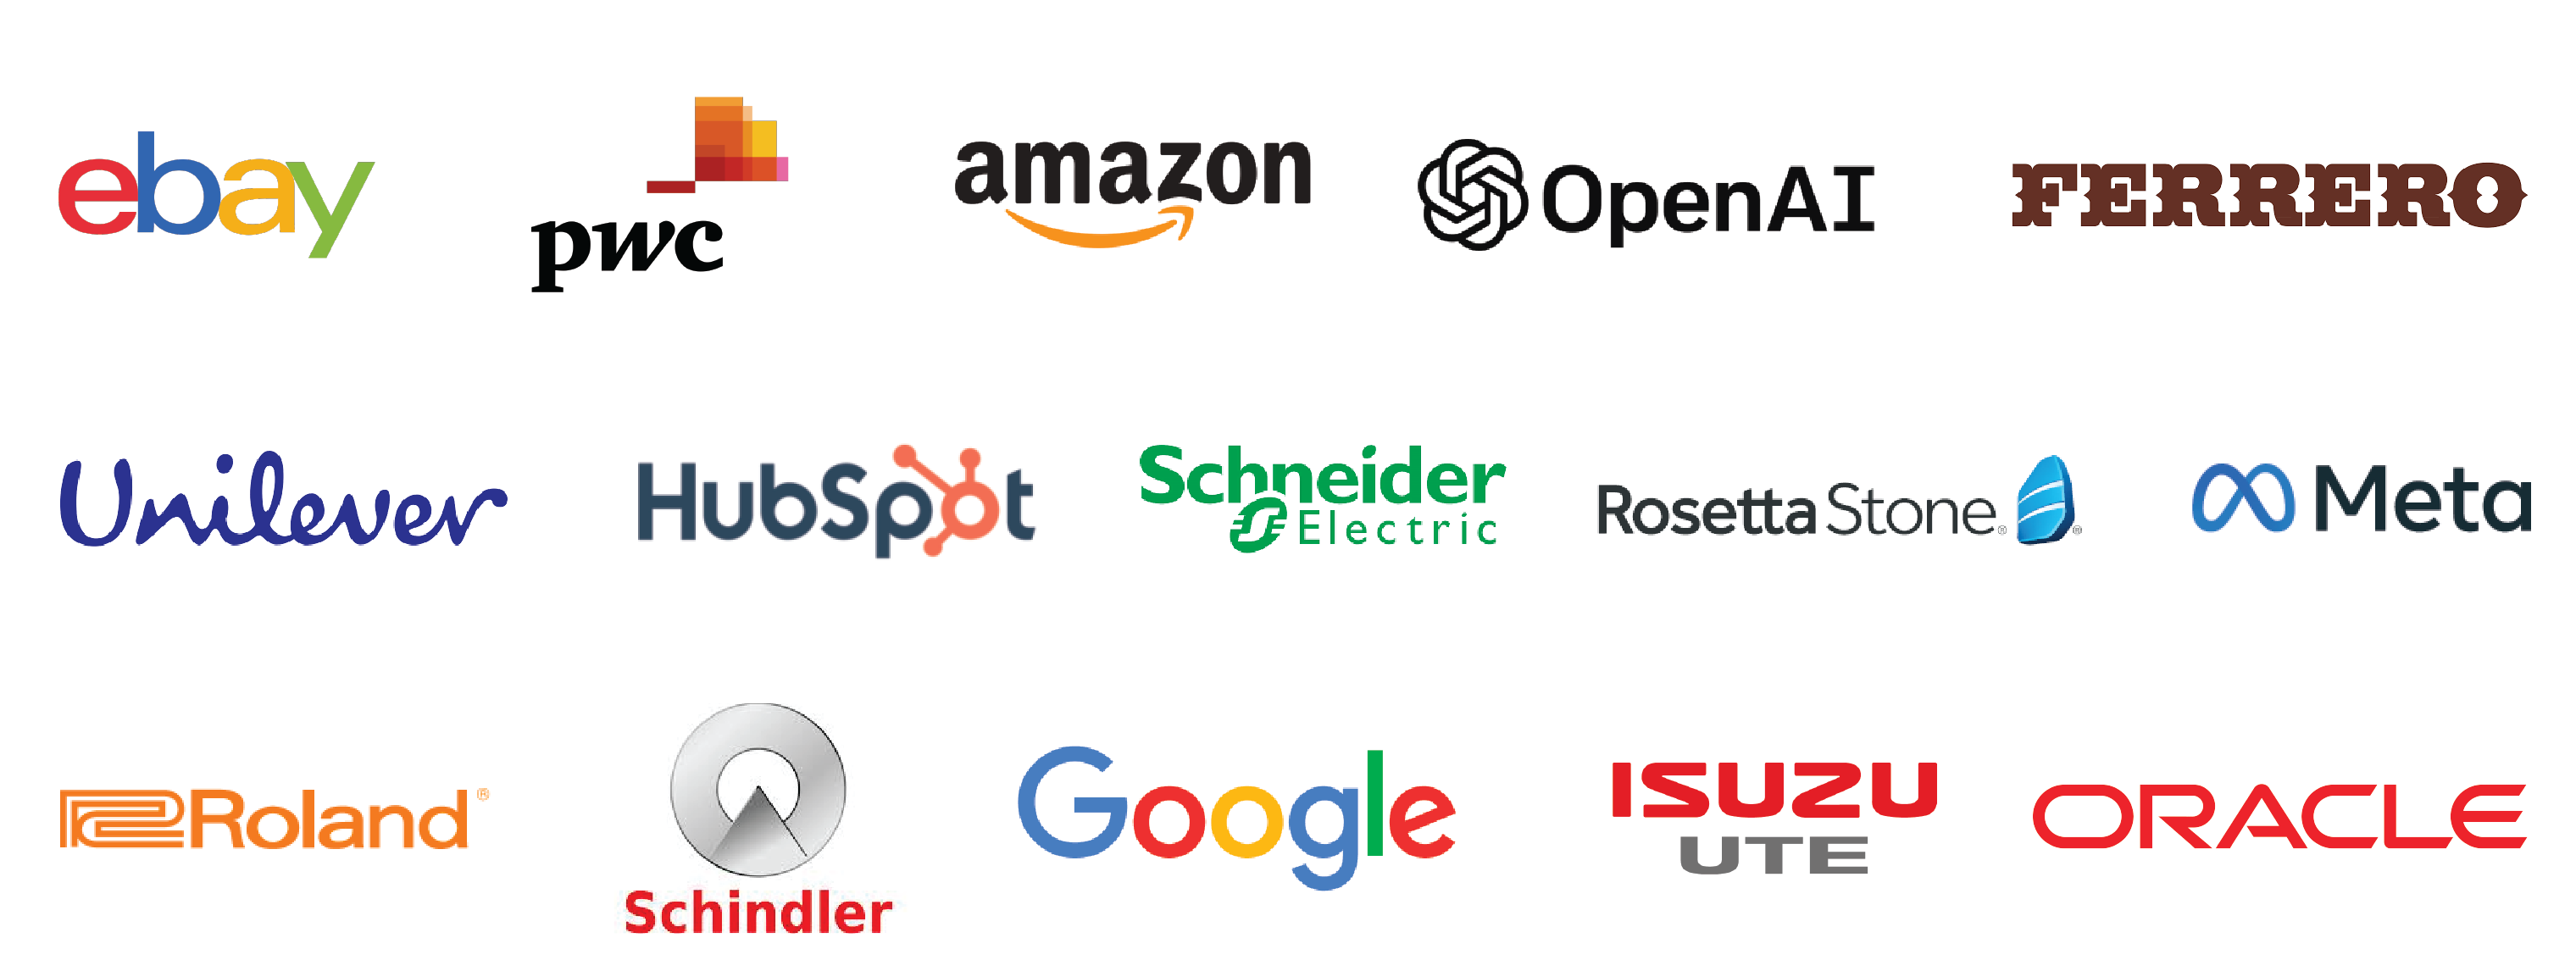 ebay
pwc
amazon
OpenAI
FERRERO
Unilever
HubSpot
Schneider
Electric
Rosetta Stone®
®
Meta
Roland®
Schindler
Google
ISUZU
UTE
ORACLE